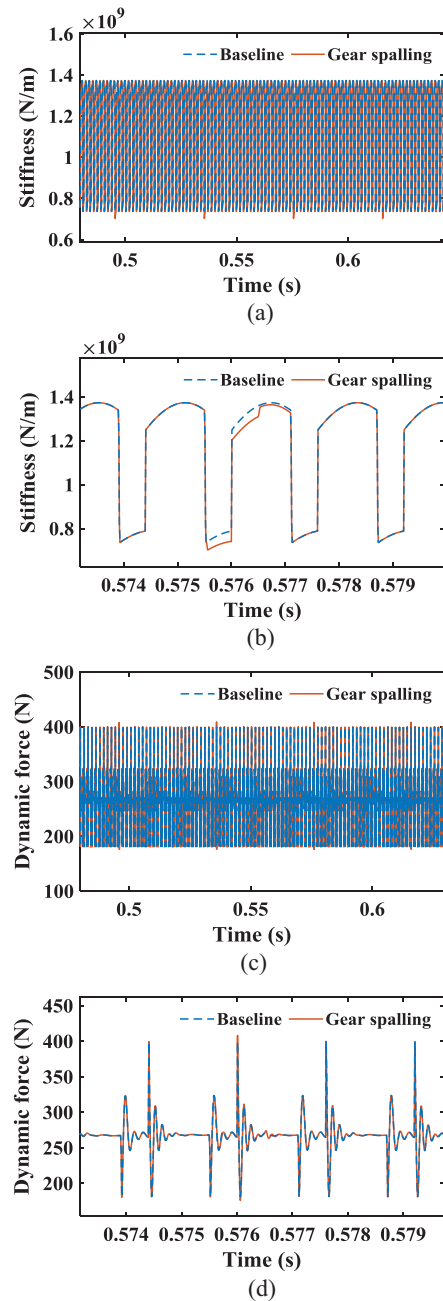 ×10⁹
1.6
Baseline Gear spalling
1.4
1.2
1
0.8
0.6
Stiffness (N/m)
0.5 0.55 0.6
Time (s)
(a)
×10⁹
Baseline Gear spalling
1.4
1.2
1
0.8
Stiffness (N/m)
0.574 0.575 0.576 0.577 0.578 0.579
Time (s)
(b)
500
Baseline Gear spalling
400
300
200
100
Dynamic force (N)
0.5 0.55 0.6
Time (s)
(c)
450
Baseline Gear spalling
400
350
300
250
200
Dynamic force (N)
0.574 0.575 0.576 0.577 0.578 0.579
Time (s)
(d)